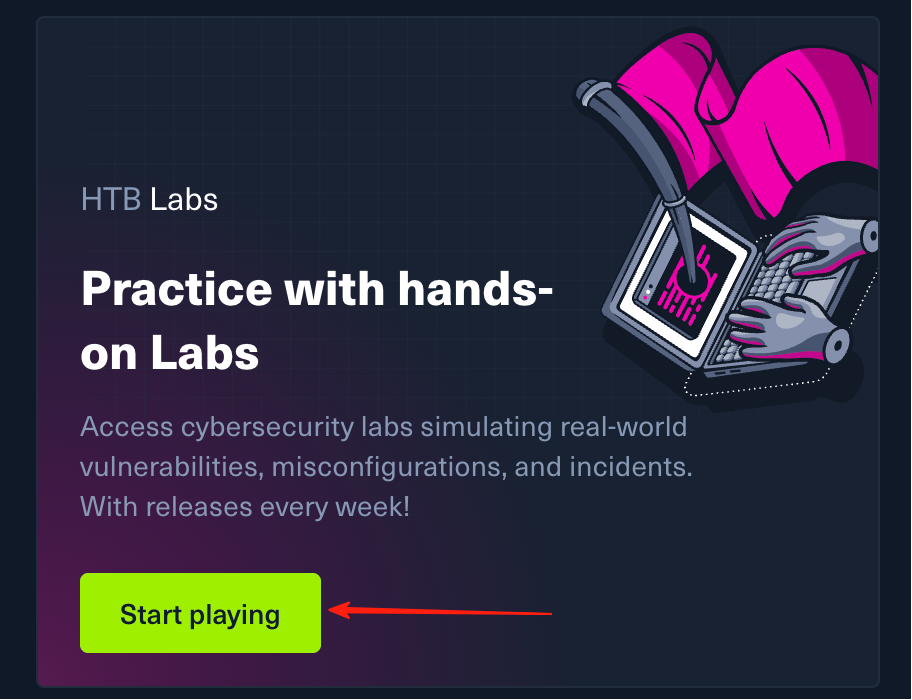 HTB Labs
Practice with hands-
on Labs
Access cybersecurity labs simulating real-world
vulnerabilities, misconfigurations, and incidents.
With releases every week!
Start playing